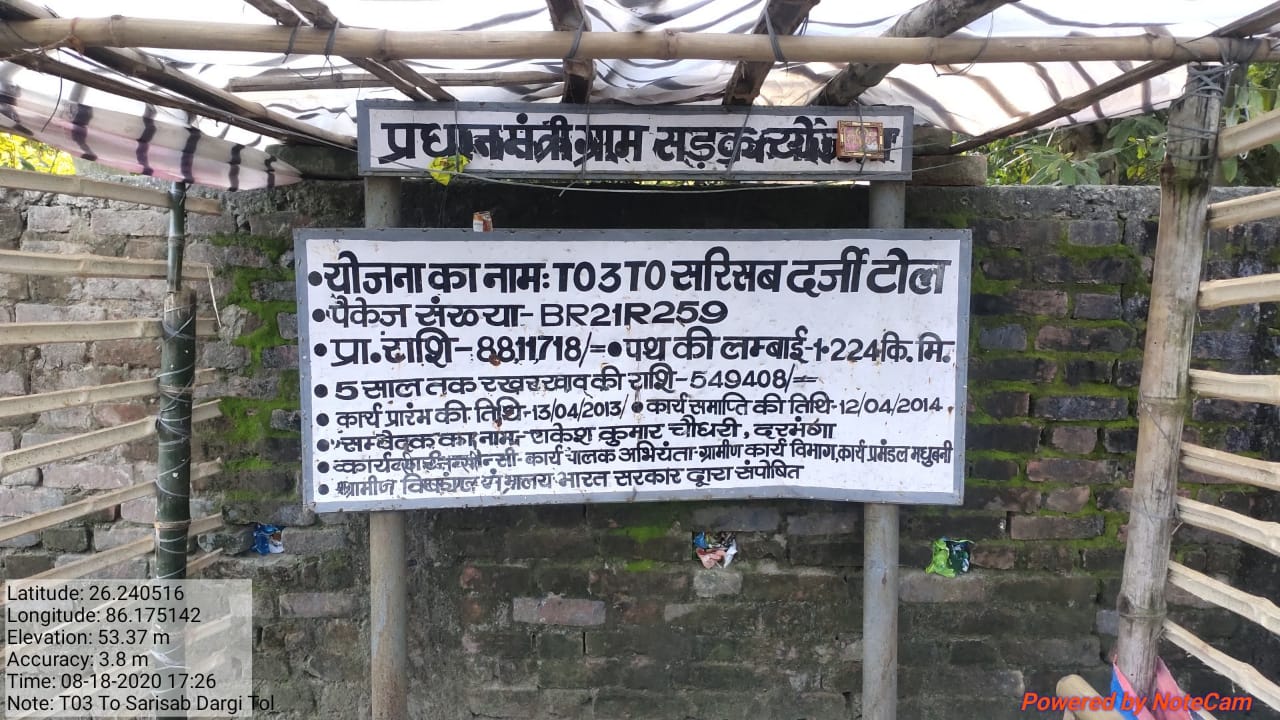 प्रधानमंत्री ग्राम सड़क योजना
•योजना का नामः T03 TO सरिसब दर्जी टोल
•पैकेज संख्या- BR21R259
•प्रा.राशि-8811718/= •पथ की लम्बाई-1.224 कि.मि.
•5 साल तक रखरखाव की राशि-549408/=
•कार्य प्रारंभ की तिथि-13/04/2013/ •कार्य समाप्ति की तिथि-12/04/2014
•सम्वेदक का नाम- राकेश कुमार चौधरी, दरभंगा
•कार्यकारी एजेन्सी- कार्यपालक अभियंता-ग्रामीण कार्य विभाग,कार्य प्रमंडल मधुबनी
•ग्रामीण विकास मंत्रालय भारत सरकार द्वारा संपोषित
Latitude: 26.240516
Longitude: 86.175142
Elevation: 53.37 m
Accuracy: 3.8 m
Time: 08-18-2020 17:26
Note: T03 To Sarisab Dargi Tol
Powered by NoteCam